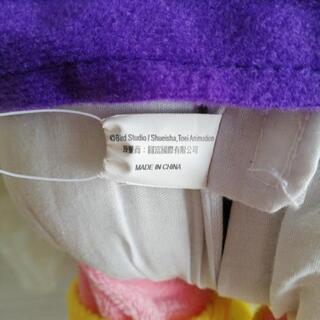 ©Bird Studio / Shueisha, Toei Animation
國際有限公司
MADE IN CHINA